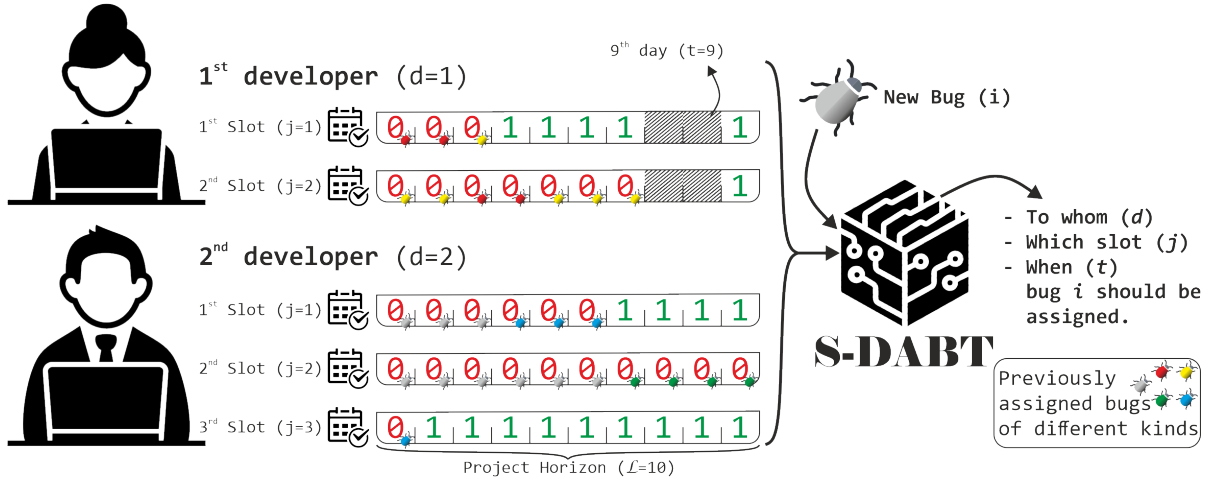 1st developer (d=1)
9th day (t=9)
1st Slot (j=1)
0 0 0 1 1 1 1 1
2nd Slot (j=2)
0 0 0 0 0 0 0 1
2nd developer (d=2)
1st Slot (j=1)
0 0 0 0 0 0 1 1 1 1
2nd Slot (j=2)
0 0 0 0 0 0 0 0 0 0
3rd Slot (j=3)
0 1 1 1 1 1 1 1 1 1
Project Horizon (ℒ=10)
New Bug (i)
- To whom (d)
- Which slot (j)
- When (t)
bug i should be
assigned.
S-DABT
Previously
assigned bugs
of different kinds